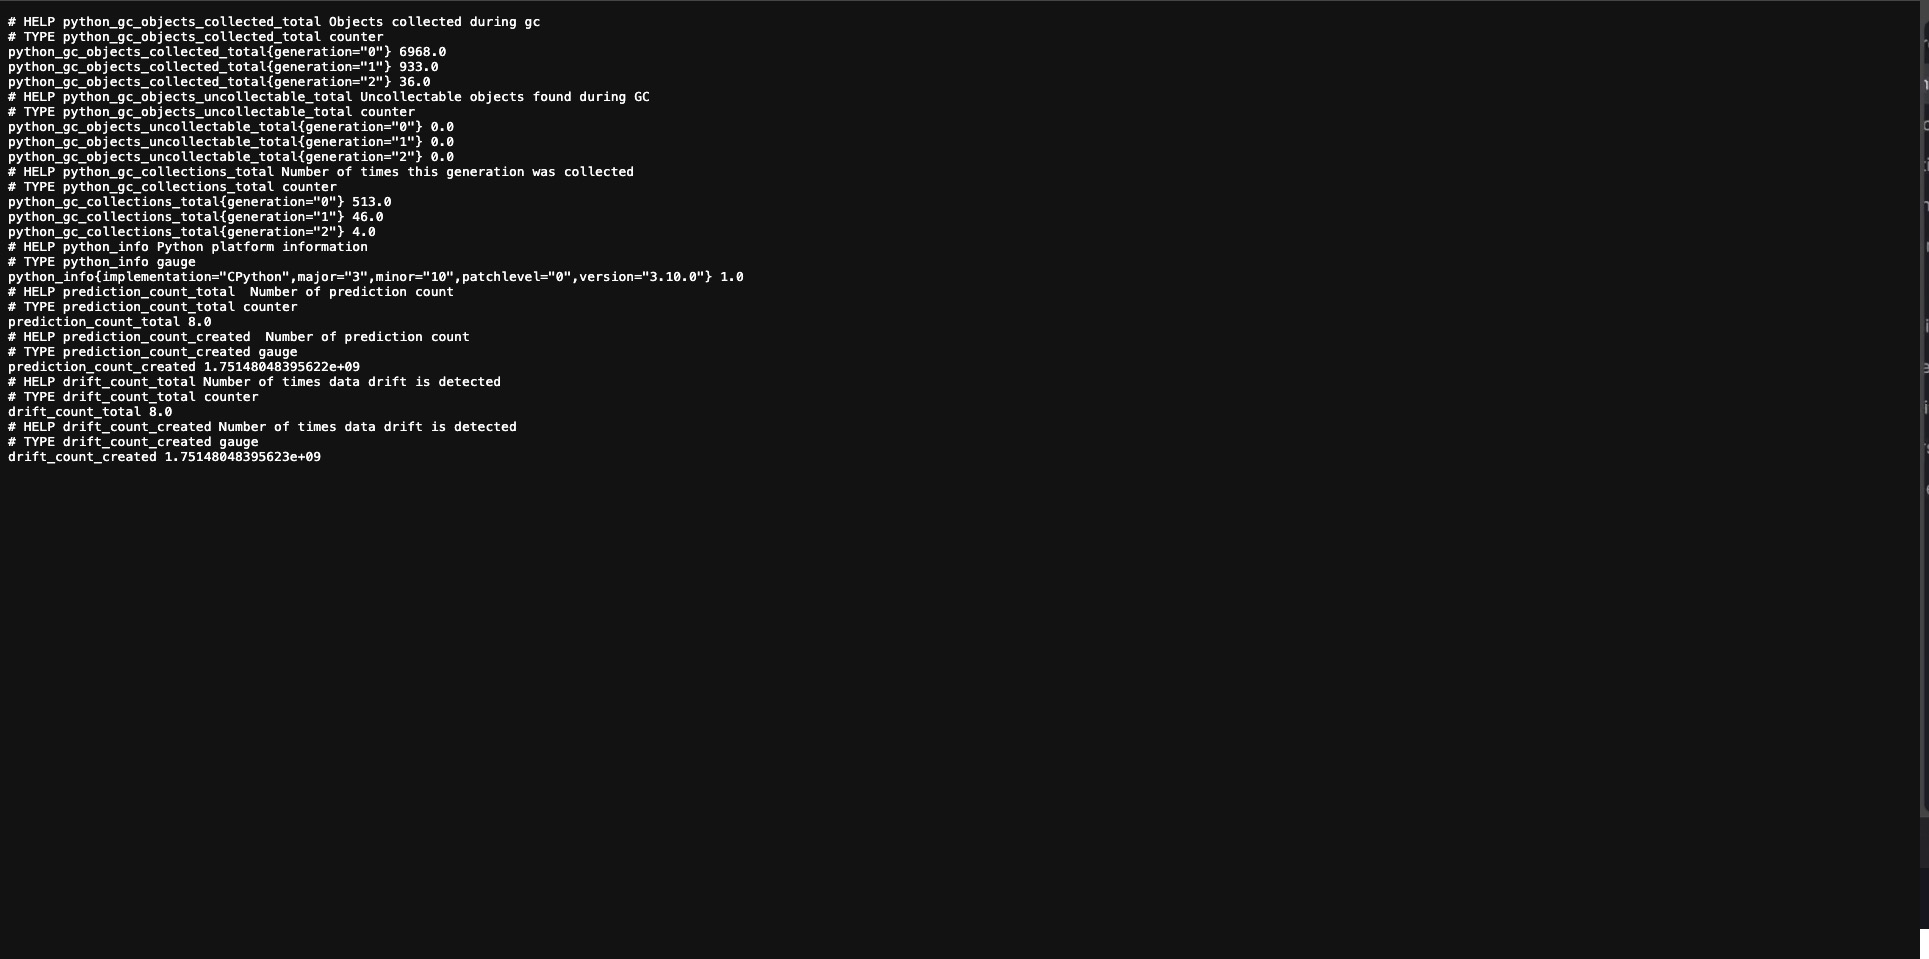 # HELP python_gc_objects_collected_total Objects collected during gc
# TYPE python_gc_objects_collected_total counter
python_gc_objects_collected_total{generation="0"} 6968.0
python_gc_objects_collected_total{generation="1"} 933.0
python_gc_objects_collected_total{generation="2"} 36.0
# HELP python_gc_objects_uncollectable_total Uncollectable objects found during GC
# TYPE python_gc_objects_uncollectable_total counter
python_gc_objects_uncollectable_total{generation="0"} 0.0
python_gc_objects_uncollectable_total{generation="1"} 0.0
python_gc_objects_uncollectable_total{generation="2"} 0.0
# HELP python_gc_collections_total Number of times this generation was collected
# TYPE python_gc_collections_total counter
python_gc_collections_total{generation="0"} 513.0
python_gc_collections_total{generation="1"} 46.0
python_gc_collections_total{generation="2"} 4.0
# HELP python_info Python platform information
# TYPE python_info gauge
python_info{implementation="CPython",major="3",minor="10",patchlevel="0",version="3.10.0"} 1.0
# HELP prediction_count_total  Number of prediction count
# TYPE prediction_count_total counter
prediction_count_total 8.0
# HELP prediction_count_created  Number of prediction count
# TYPE prediction_count_created gauge
prediction_count_created 1.75148048395622e+09
# HELP drift_count_total Number of times data drift is detected
# TYPE drift_count_total counter
drift_count_total 8.0
# HELP drift_count_created Number of times data drift is detected
# TYPE drift_count_created gauge
drift_count_created 1.75148048395623e+09